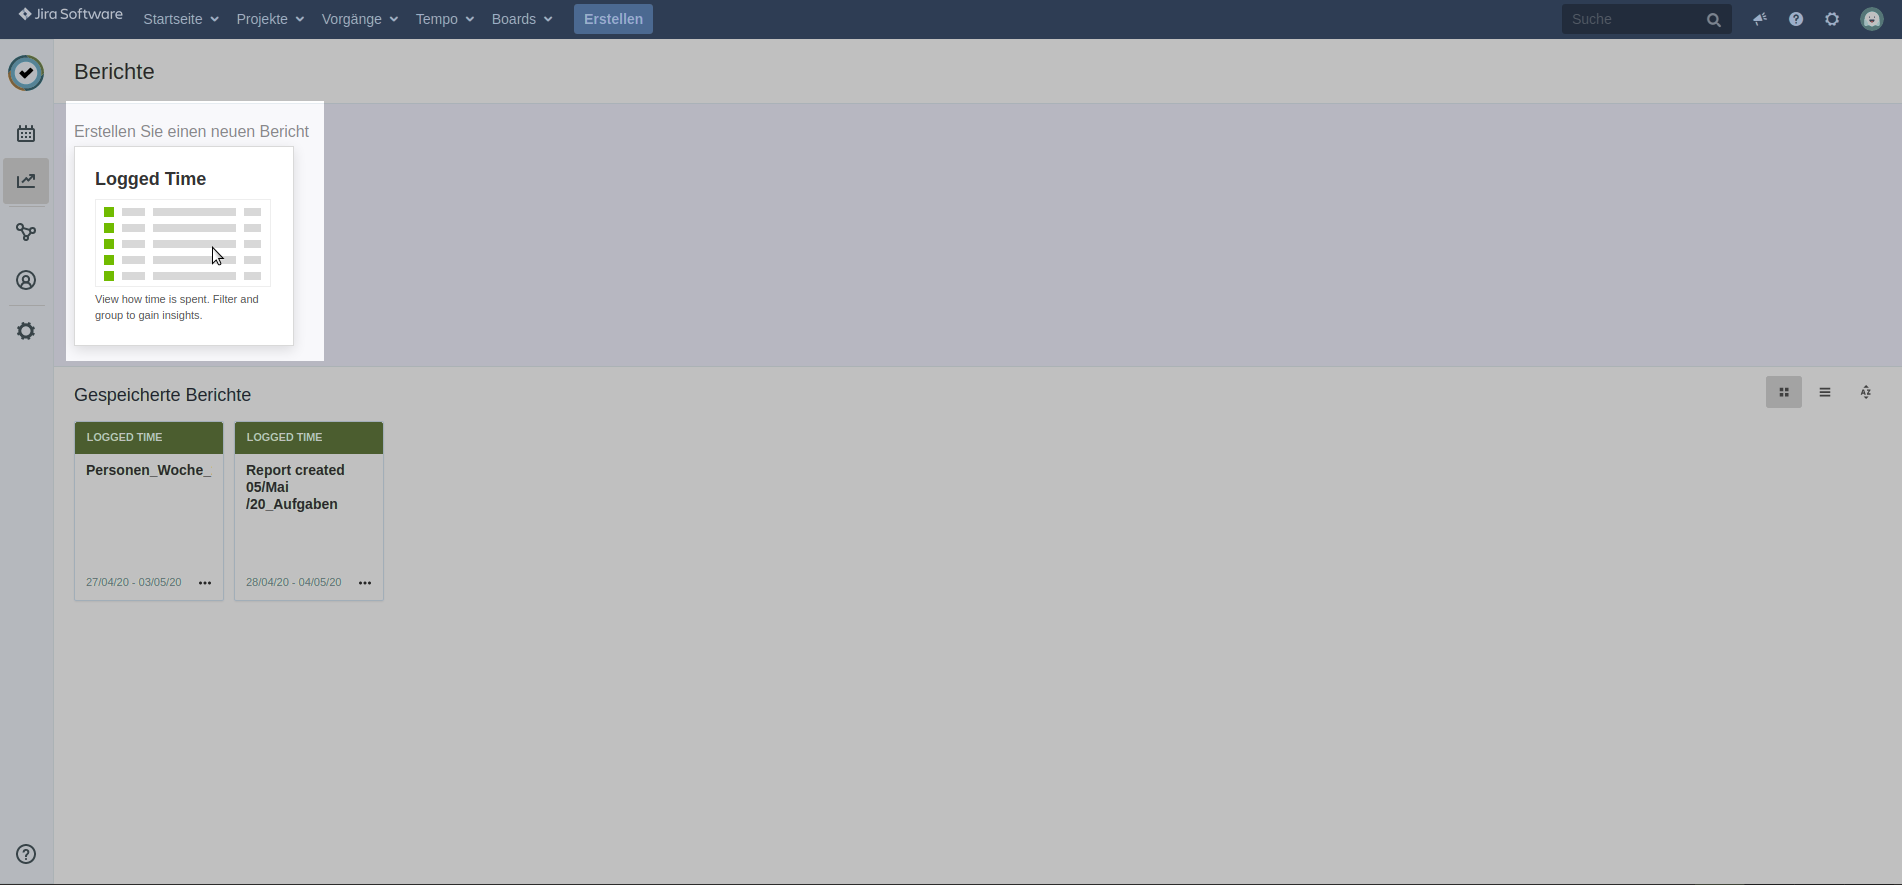 Jira Software Startseite Projekte Vorgänge Tempo Boards Erstellen Suche
Berichte
Erstellen Sie einen neuen Bericht
Logged Time
View how time is spent. Filter and
group to gain insights.
Gespeicherte Berichte
AZ
LOGGED TIME
Personen_Woche_
27/04/20 - 03/05/20
LOGGED TIME
Report created
05/Mai
/20_Aufgaben
28/04/20 - 04/05/20